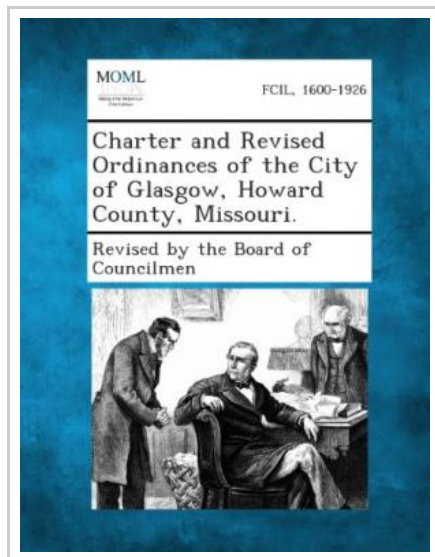 MOML
FCIL, 1600-1926
Charter and Revised
Ordinances of the City
of Glasgow, Howard
County, Missouri.
Revised by the Board of
Councilmen